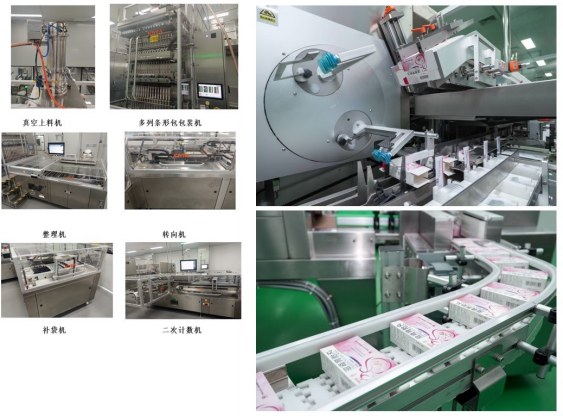 真空上料机
多列条形包包装机
整理机
转向机
补袋机
二次计数机